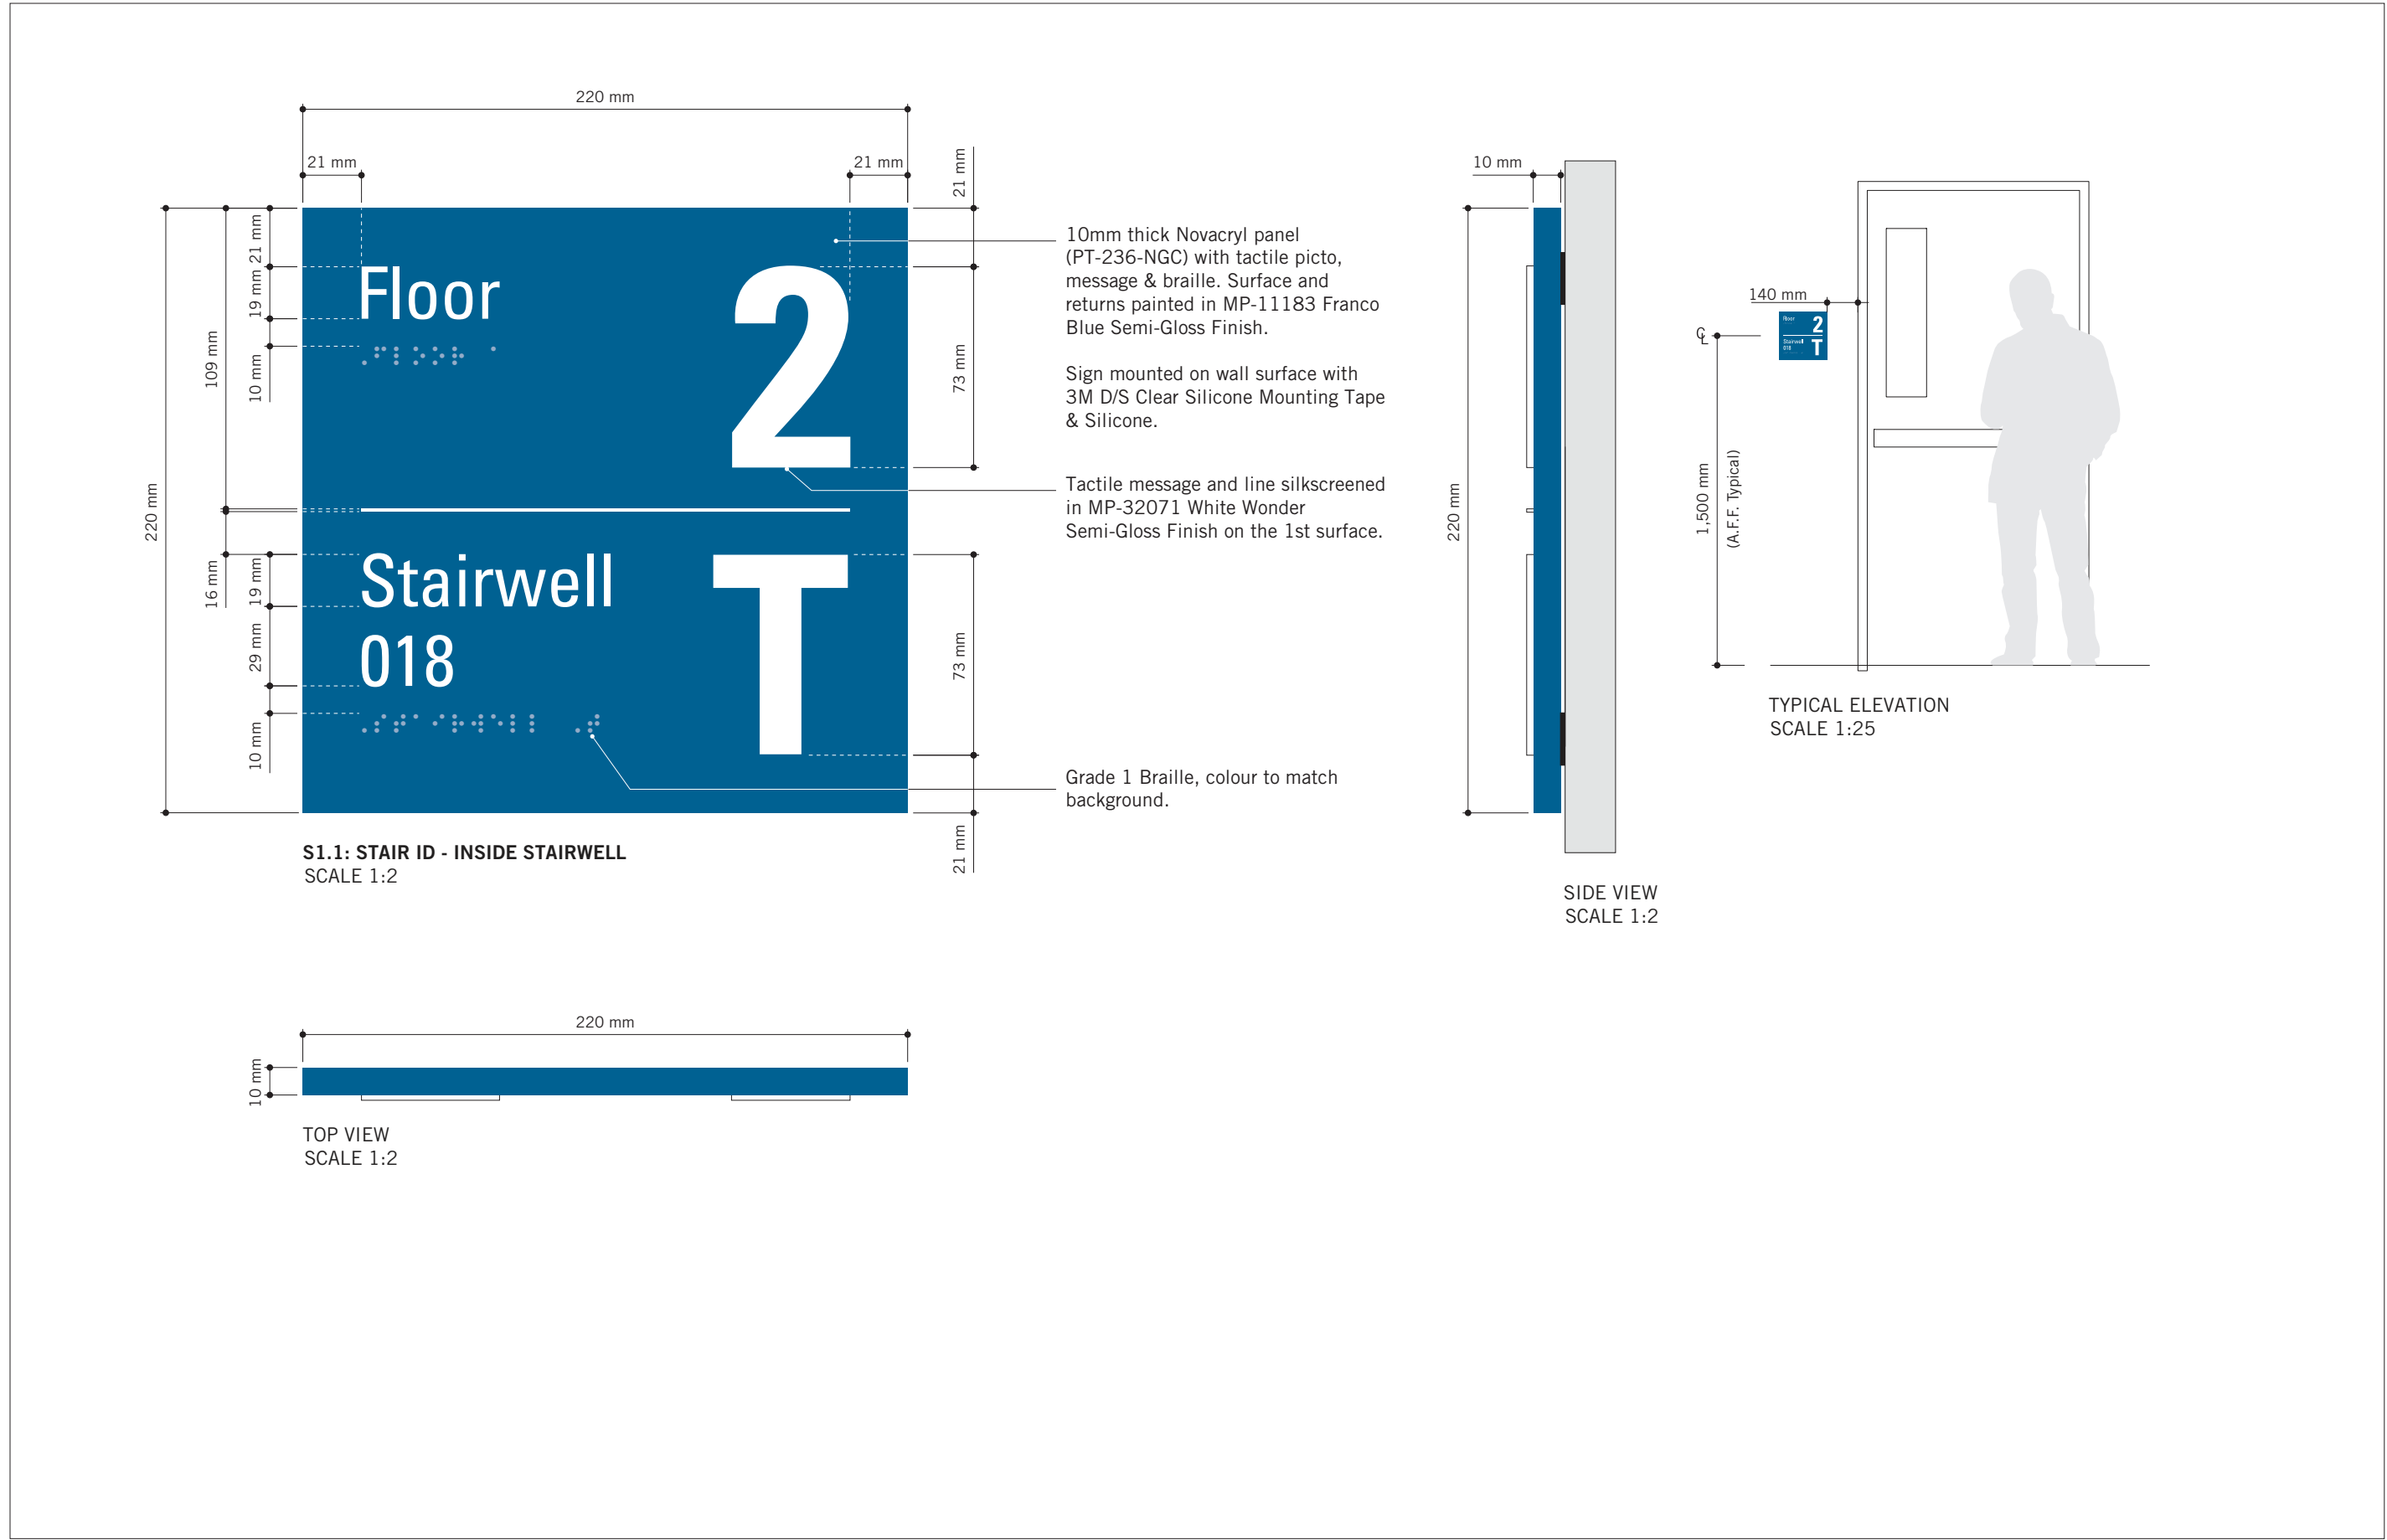 220 mm
21 mm
21 mm
21 mm
220 mm
109 mm
16 mm
21 mm
19 mm
10 mm
19 mm
29 mm
10 mm
73 mm
73 mm
21 mm
Floor
2
Stairwell
018
T
10mm thick Novacryl panel
(PT-236-NGC) with tactile picto,
message & braille. Surface and
returns painted in MP-11183 Franco
Blue Semi-Gloss Finish.
Sign mounted on wall surface with
3M D/S Clear Silicone Mounting Tape
& Silicone.
Tactile message and line silkscreened
in MP-32071 White Wonder
Semi-Gloss Finish on the 1st surface.
Grade 1 Braille, colour to match
background.
S1.1: STAIR ID - INSIDE STAIRWELL
SCALE 1:2
10 mm
220 mm
SIDE VIEW
SCALE 1:2
140 mm
℄
1,500 mm
(A.F.F. Typical)
Floor
2
Stairwell
018
T
TYPICAL ELEVATION
SCALE 1:25
220 mm
10 mm
TOP VIEW
SCALE 1:2